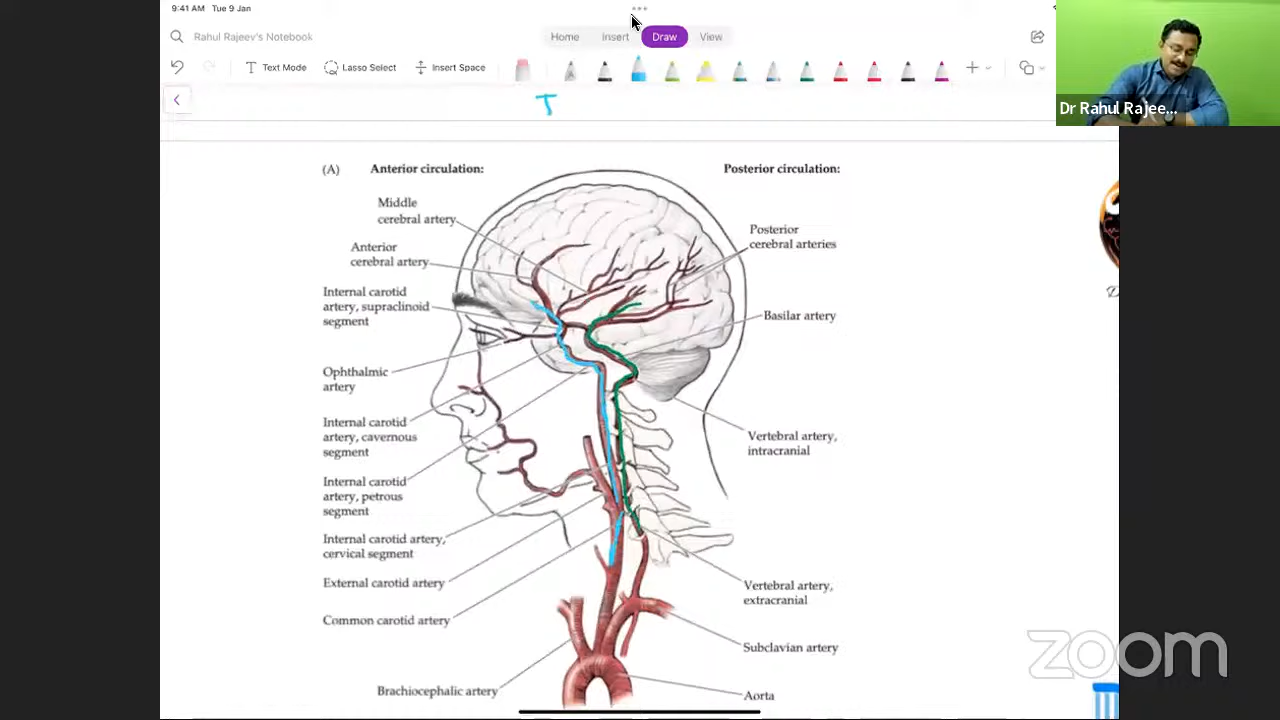 9:41 AM Tue 9 Jan
Rahul Rajeev's Notebook
Home Insert Draw View
T Text Mode Lasso Select Insert Space
T
Dr Rahul Rajee...
(A) Anterior circulation: Posterior circulation:
Middle
cerebral artery
Anterior
cerebral artery
Internal carotid
artery, supraclinoid
segment
Ophthalmic
artery
Internal carotid
artery, cavernous
segment
Internal carotid
artery, petrous
segment
Internal carotid artery,
cervical segment
External carotid artery
Common carotid artery
Brachiocephalic artery
Posterior
cerebral arteries
Basilar artery
Vertebral artery,
intracranial
Vertebral artery,
extracranial
Subclavian artery
Aorta
zoom